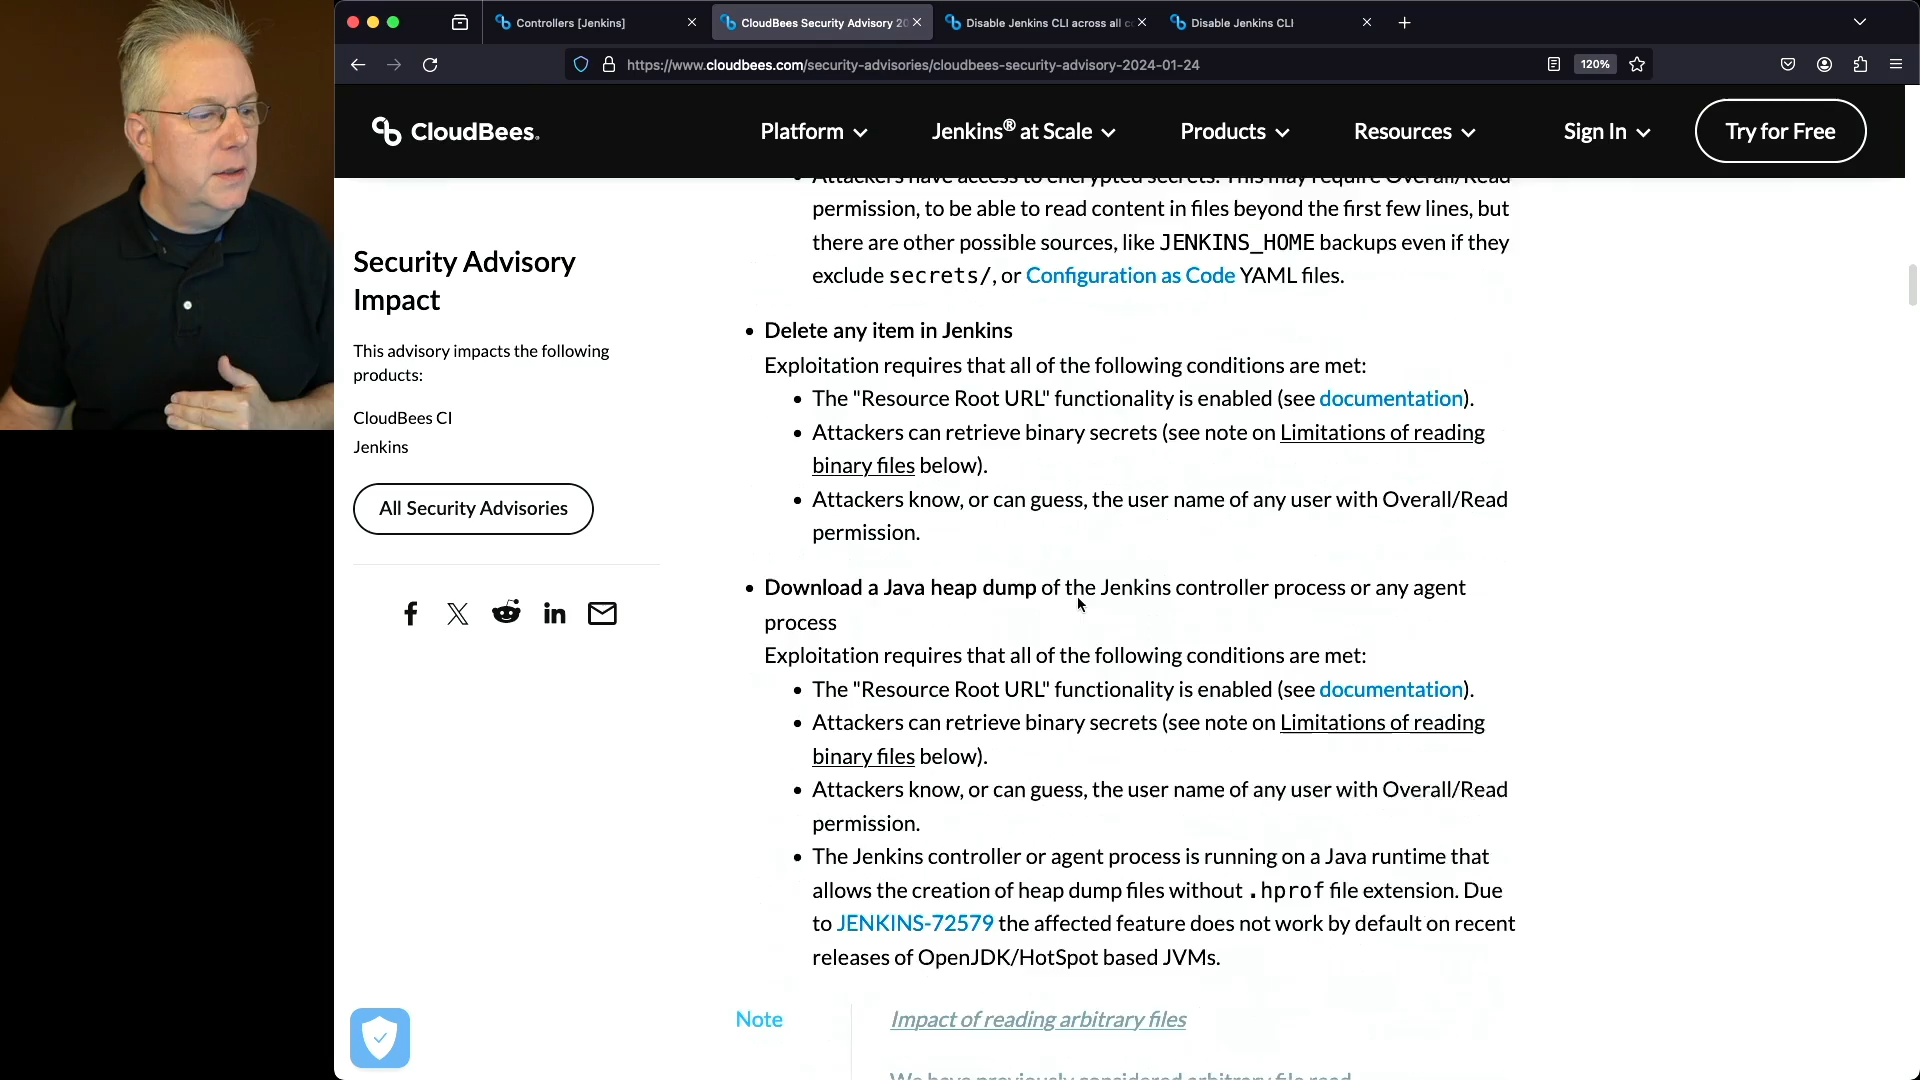 Controllers [Jenkins]
CloudBees Security Advisory 20
Disable Jenkins CLI across all c
Disable Jenkins CLI
https://www.cloudbees.com/security-advisories/cloudbees-security-advisory-2024-01-24
120%
CloudBees.
Platform
Jenkins® at Scale
Products
Resources
Sign In
Try for Free
Security Advisory
Impact
This advisory impacts the following
products:
CloudBees CI
Jenkins
All Security Advisories
Attackers have access to encrypted secrets. This may require Overall/Read
permission, to be able to read content in files beyond the first few lines, but
there are other possible sources, like JENKINS_HOME backups even if they
exclude secrets/, or Configuration as Code YAML files.
• Delete any item in Jenkins
Exploitation requires that all of the following conditions are met:
• The "Resource Root URL" functionality is enabled (see documentation).
• Attackers can retrieve binary secrets (see note on Limitations of reading
binary files below).
• Attackers know, or can guess, the user name of any user with Overall/Read
permission.
• Download a Java heap dump of the Jenkins controller process or any agent
process
Exploitation requires that all of the following conditions are met:
• The "Resource Root URL" functionality is enabled (see documentation).
• Attackers can retrieve binary secrets (see note on Limitations of reading
binary files below).
• Attackers know, or can guess, the user name of any user with Overall/Read
permission.
• The Jenkins controller or agent process is running on a Java runtime that
allows the creation of heap dump files without .hprof file extension. Due
to JENKINS-72579 the affected feature does not work by default on recent
releases of OpenJDK/HotSpot based JVMs.
Note
Impact of reading arbitrary files
We have previously considered arbitrary file read